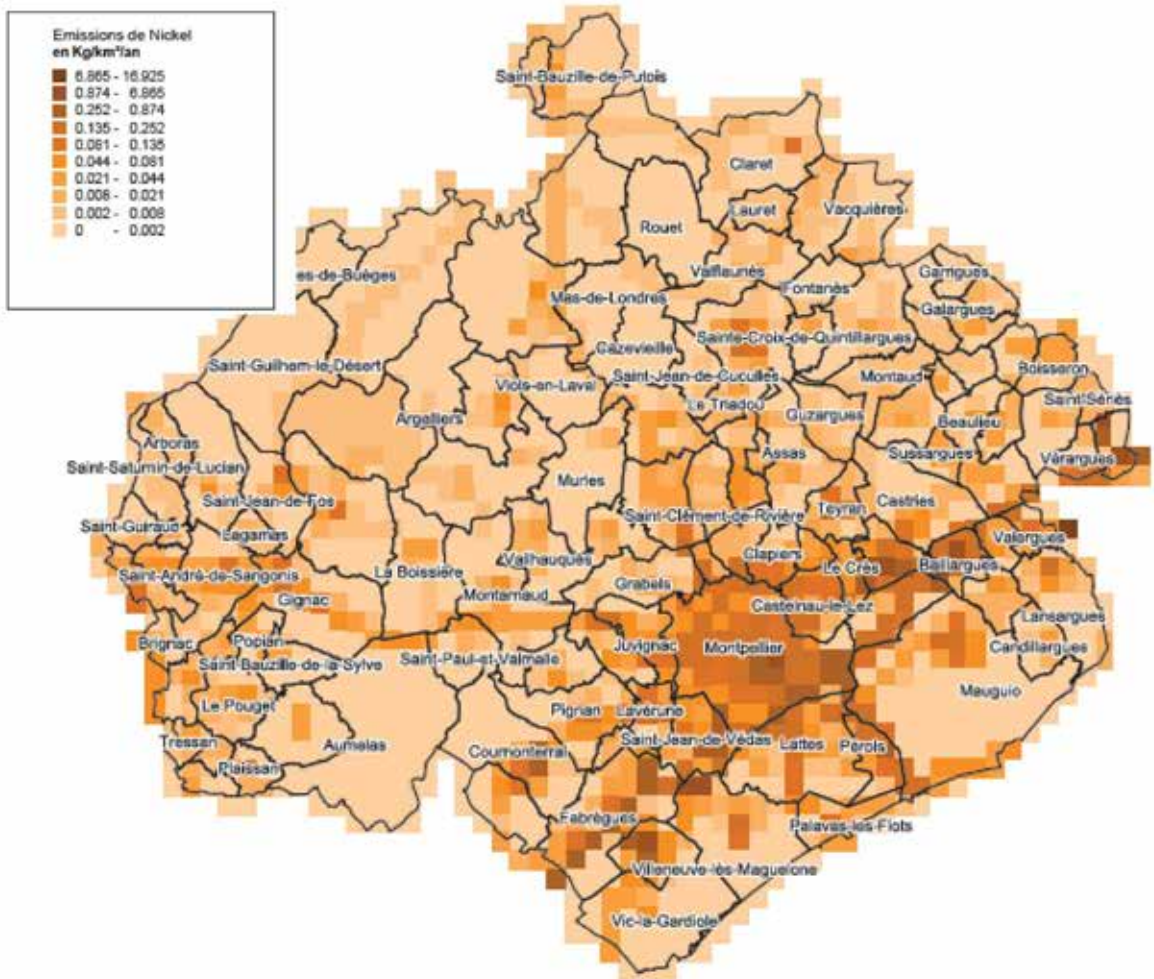 Emissions de Nickel
en Kg/km²/an
6.865 - 16.925
0.874 - 6.865
0.252 - 0.874
0.135 - 0.252
0.081 - 0.135
0.044 - 0.081
0.021 - 0.044
0.008 - 0.021
0.002 - 0.008
0 - 0.002
Saint-Bauzille-de-Putois
Claret
Lauret
Vacquières
Rouet
es-de-Buèges
Valflaunès
Garrigues
Fontanès
Mas-de-Londres
Galargues
Sainte-Croix-de-Quintillargues
Cazevieille
Saint-Guilhem-le-Désert
Boisseron
Saint-Jean-de-Cuculles
Montaud
Viols-en-Laval
Saint-Sériès
Le Triadou
Guzargues
Argelliers
Beaulieu
Arboras
Assas
Sussargues
Vérargues
Saint-Saturnin-de-Lucian
Murles
Saint-Jean-de-Fos
Castries
Teyran
Saint-Clément-de-Rivière
Saint-Guiraud
Lagamas
Valergues
Vailhauquès
Clapiers
Le Crès
Baillargues
Saint-André-de-Sangonis
La Boissière
Grabels
Gignac
Montarnaud
Castelnau-le-Lez
Lansargues
Brignac
Popian
Juvignac
Montpellier
Candillargues
Saint-Bauzille-de-la-Sylve
Saint-Paul-et-Valmalle
Mauguio
Le Pouget
Pignan
Lavérune
Tressan
Aumelas
Cournonterral
Saint-Jean-de-Védas
Lattes
Pérols
Plaissan
Fabrègues
Palavas-les-Flots
Villeneuve-lès-Maguelone
Vic-la-Gardiole